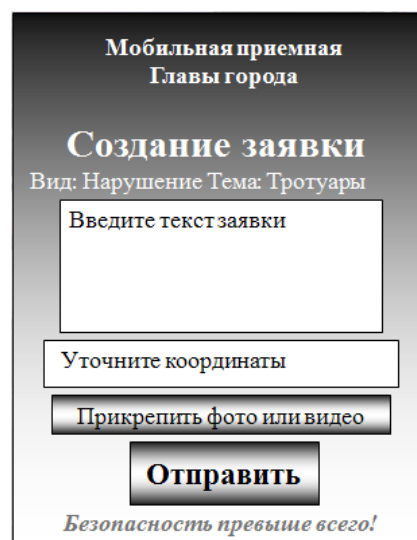 Мобильная приемная
Главы города
Создание заявки
Вид: Нарушение Тема: Тротуары
Введите текст заявки
Уточните координаты
Прикрепить фото или видео
Отправить
Безопасность превыше всего!